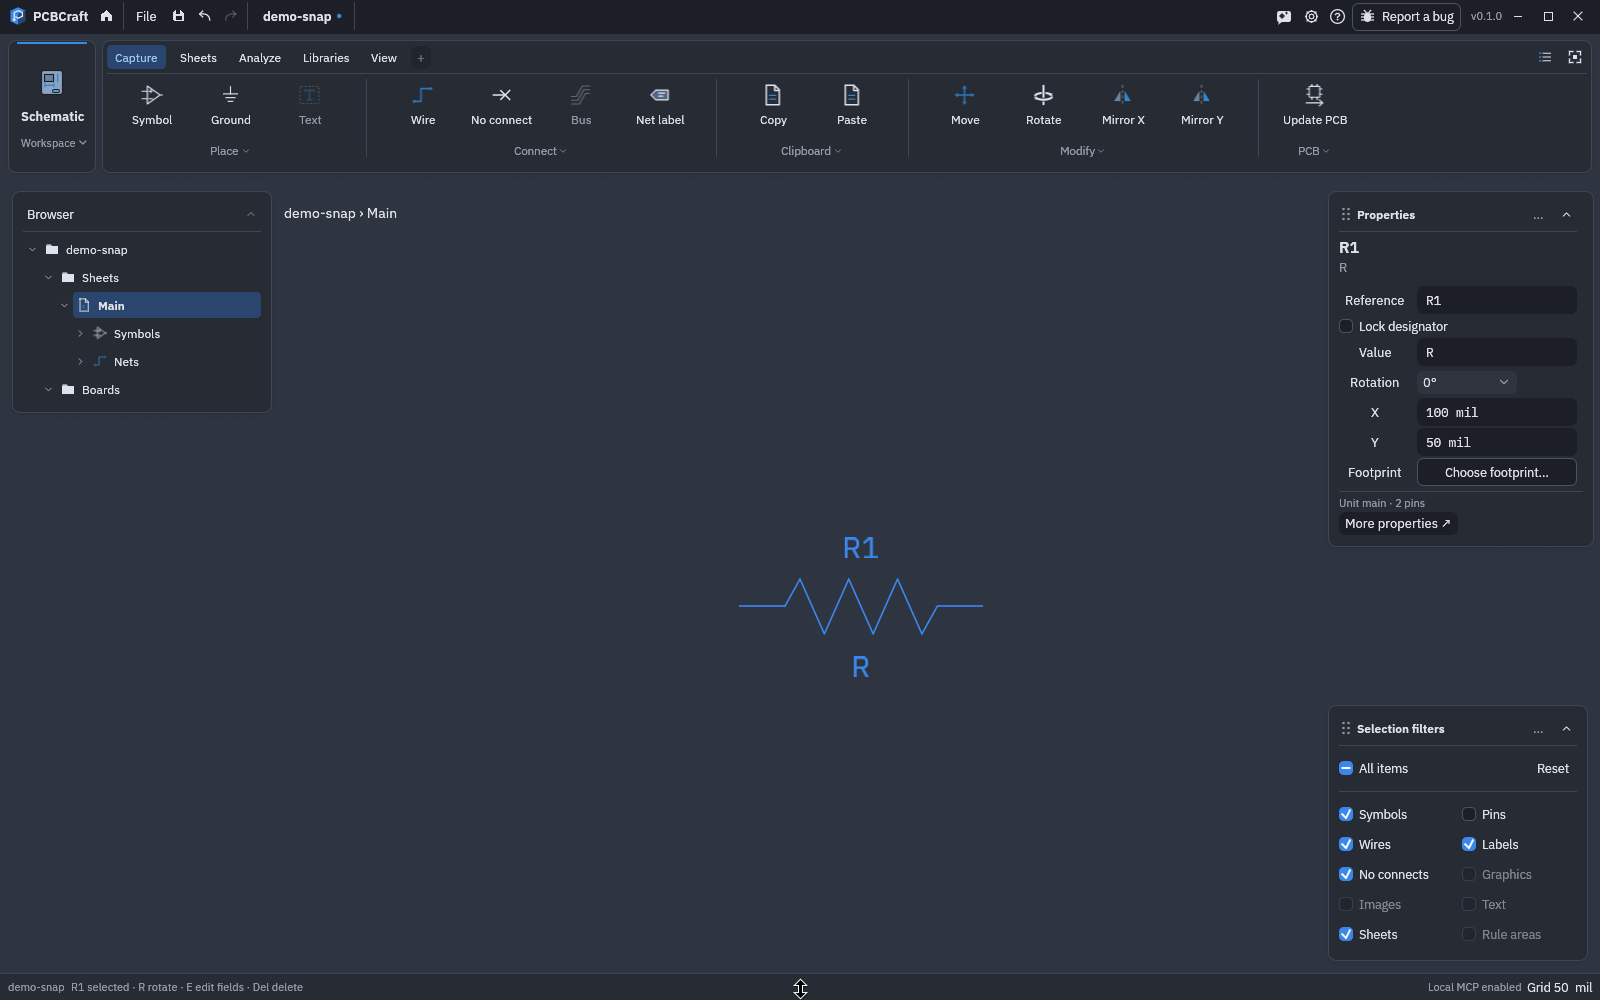 PCBCraft
File
demo-snap
Report a bug
v0.1.0
Schematic
Workspace
Capture
Sheets
Analyze
Libraries
View
+
Symbol
Ground
Text
Place
Wire
No connect
Bus
Net label
Connect
Copy
Paste
Clipboard
Move
Rotate
Mirror X
Mirror Y
Modify
Update PCB
PCB
Browser
demo-snap
Sheets
Main
Symbols
Nets
Boards
demo-snap › Main
R1
R
Properties
...
R1
R
Reference
R1
Lock designator
Value
R
Rotation
0°
X
100 mil
Y
50 mil
Footprint
Choose footprint...
Unit main · 2 pins
More properties ↗
Selection filters
...
All items
Reset
Symbols
Pins
Wires
Labels
No connects
Graphics
Images
Text
Sheets
Rule areas
demo-snap R1 selected · R rotate · E edit fields · Del delete
Local MCP enabled
Grid 50 mil